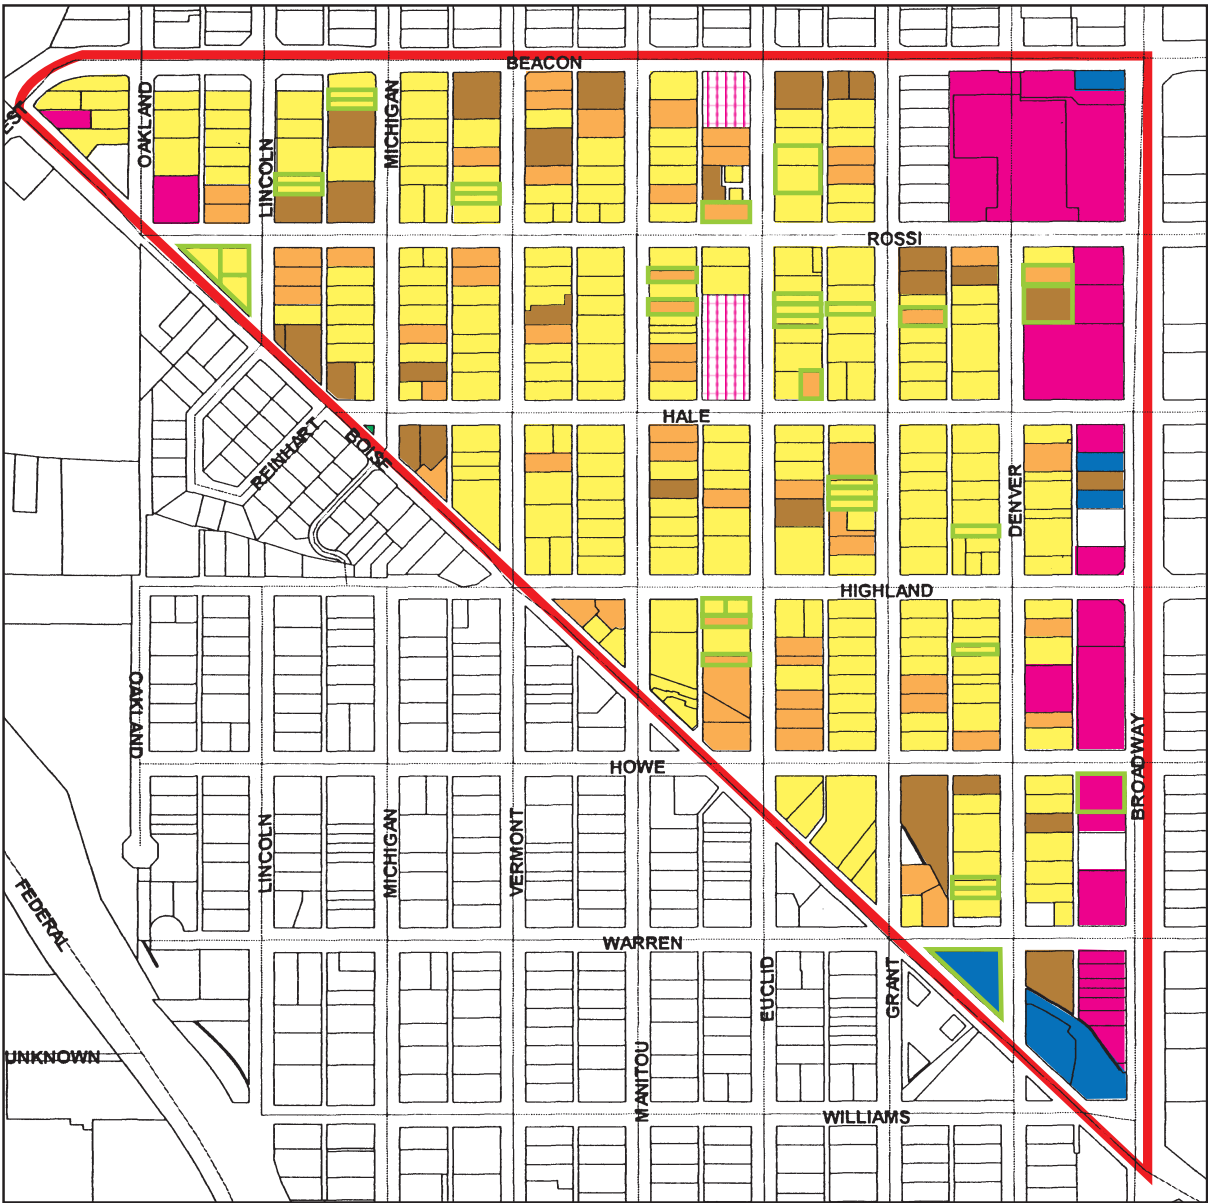 BEACON
EST
OAKLAND
LINCOLN
MICHIGAN
ROSSI
HALE
REINHART
BOISE
DENVER
HIGHLAND
OAKLAND
BROADWAY
HOWE
LINCOLN
MICHIGAN
VERMONT
FEDERAL
WARREN
EUCLID
GRANT
UNKNOWN
MANITOU
WILLIAMS